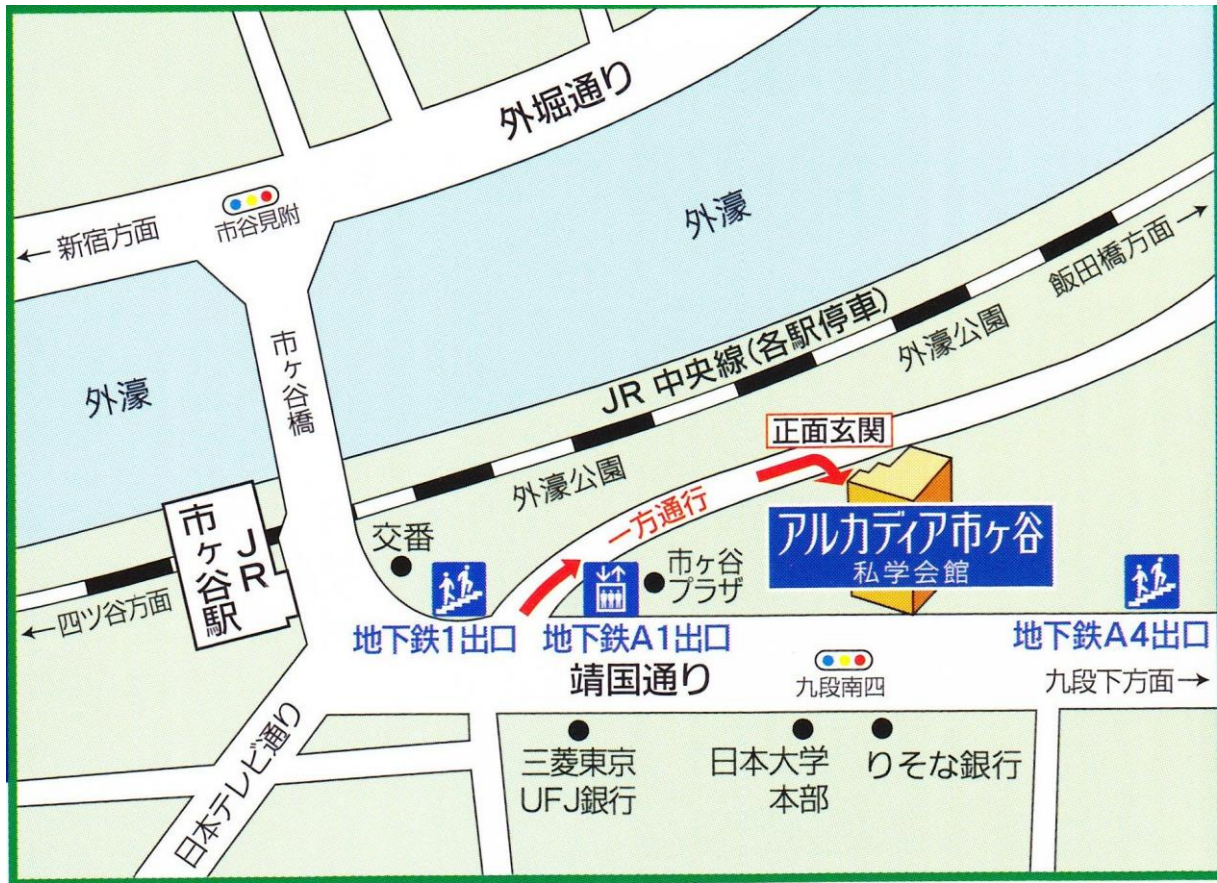 外堀通り
市谷見附
← 新宿方面
外濠
飯田橋方面 →
市ヶ谷橋
外濠
JR 中央線(各駅停車)
外濠公園
正面玄関
外濠公園
一方通行
JR
市ヶ谷駅
交番
市ヶ谷
プラザ
アルカディア市ヶ谷
私学会館
← 四ツ谷方面
地下鉄1出口
地下鉄A1出口
地下鉄A4出口
靖国通り
九段南四
九段下方面 →
日本テレビ通り
三菱東京
UFJ銀行
日本大学
本部
りそな銀行